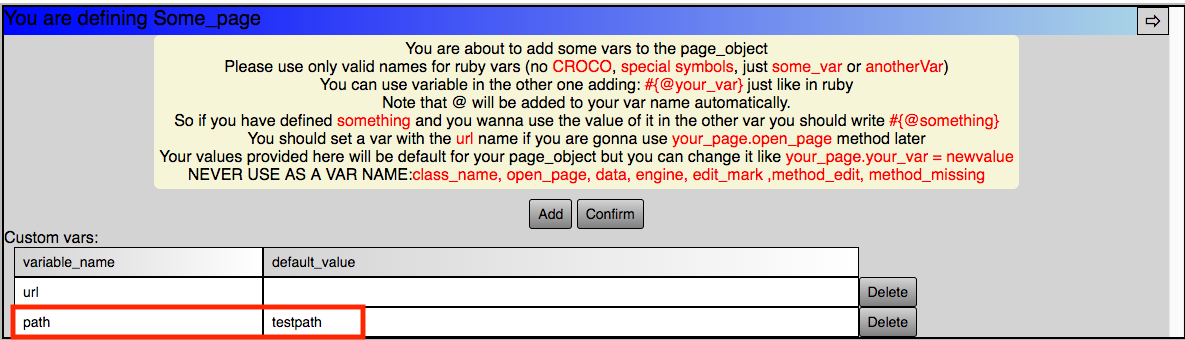 You are defining Some_page
⇨
You are about to add some vars to the page_object
Please use only valid names for ruby vars (no CROCO, special symbols, just some_var or anotherVar)
You can use variable in the other one adding: #{@your_var} just like in ruby
Note that @ will be added to your var name automatically.
So if you have defined something and you wanna use the value of it in the other var you should write #{@something}
You should set a var with the url name if you are gonna use your_page.open_page method later
Your values provided here will be default for your page_object but you can change it like your_page.your_var = newvalue
NEVER USE AS A VAR NAME:class_name, open_page, data, engine, edit_mark ,method_edit, method_missing
Add Confirm
Custom vars:
variable_name default_value
url Delete
path testpath Delete